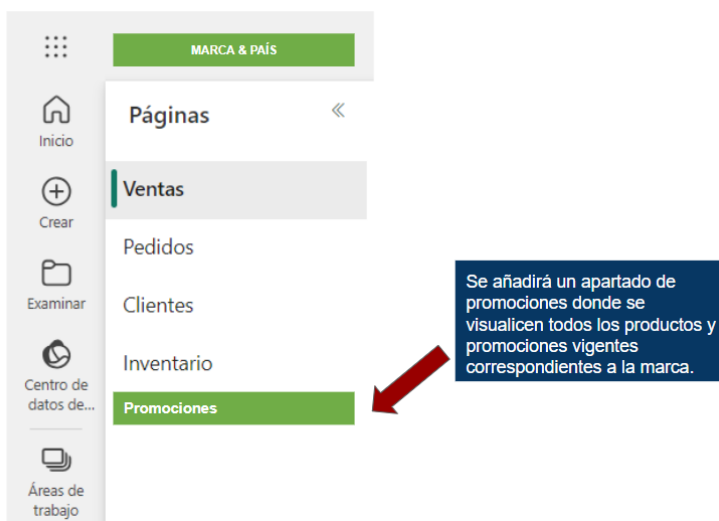 MARCA & PAÍS
Inicio
Crear
Examinar
Centro de
datos de...
Áreas de
trabajo
Páginas
Ventas
Pedidos
Clientes
Inventario
Promociones
Se añadirá un apartado de
promociones donde se
visualicen todos los productos y
promociones vigentes
correspondientes a la marca.